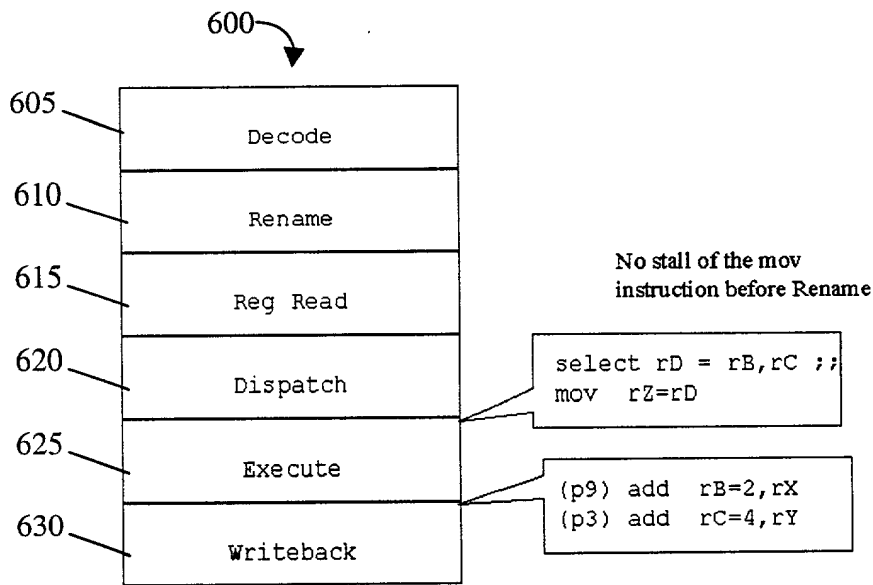 600
605
Decode
610
Rename
615
Reg Read
620
Dispatch
625
Execute
630
Writeback
No stall of the mov
instruction before Rename
select rD = rB,rC ;;
mov rZ=rD
(p9) add rB=2,rX
(p3) add rC=4,rY